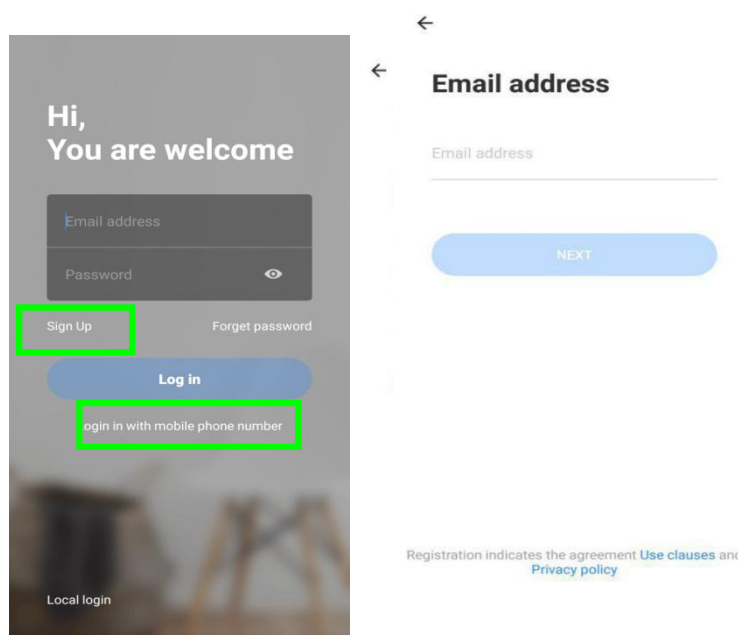 Hi,
You are welcome
Email address
Password
Sign Up
Forget password
Log in
ogin in with mobile phone number
Local login
Email address
Email address
NEXT
Registration indicates the agreement Use clauses and
Privacy policy